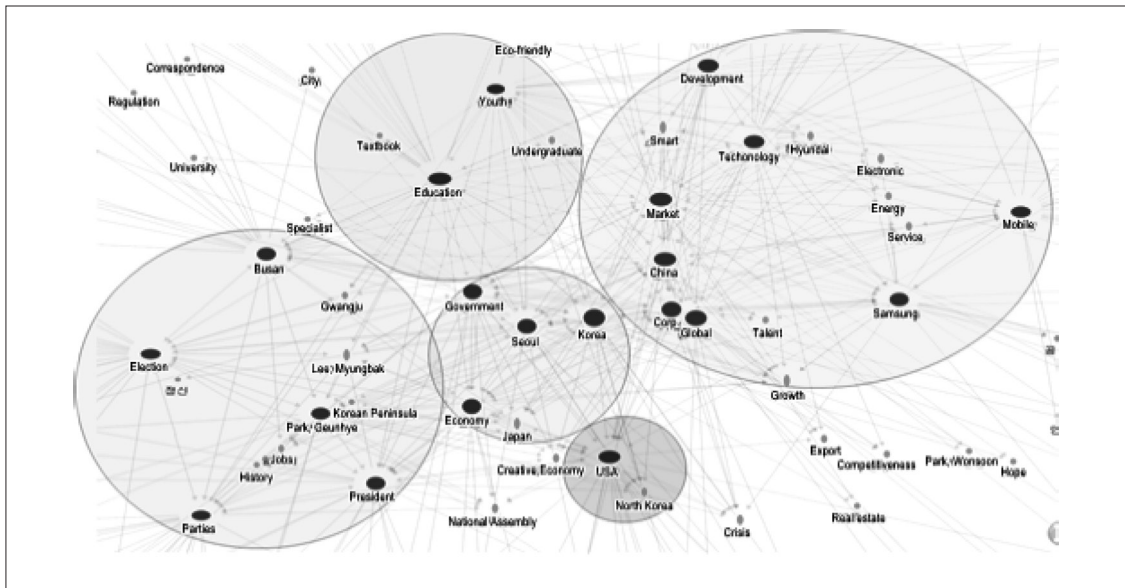 Eco-friendly
Correspondence
City
Development
Regulation
Youth
Textbook
Undergraduate
Smart
Techonology
Hyundai
University
Education
Electronic
Market
Energy
Mobile
Specialist
Service
Busan
China
Gwangju
Government
Seoul
Korea
Corp.
Global
Talent
Samsung
Election
Lee Myungbak
Growth
Park, Geunhye
Korean Peninsula
Economy
Japan
Jobs
History
Creative Economy
USA
Export
Competitiveness
Park, Wonsoon
Hope
President
North Korea
Parties
National Assembly
Crisis
Real estate